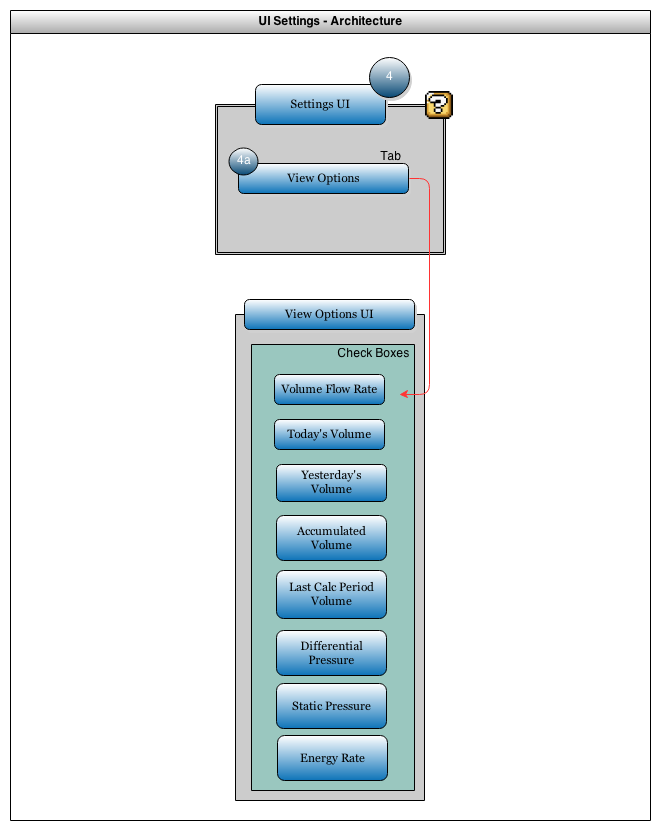 UI Settings - Architecture
4
Settings UI
?
4a
Tab
View Options
View Options UI
Check Boxes
Volume Flow Rate
Today's Volume
Yesterday's
Volume
Accumulated
Volume
Last Calc Period
Volume
Differential
Pressure
Static Pressure
Energy Rate